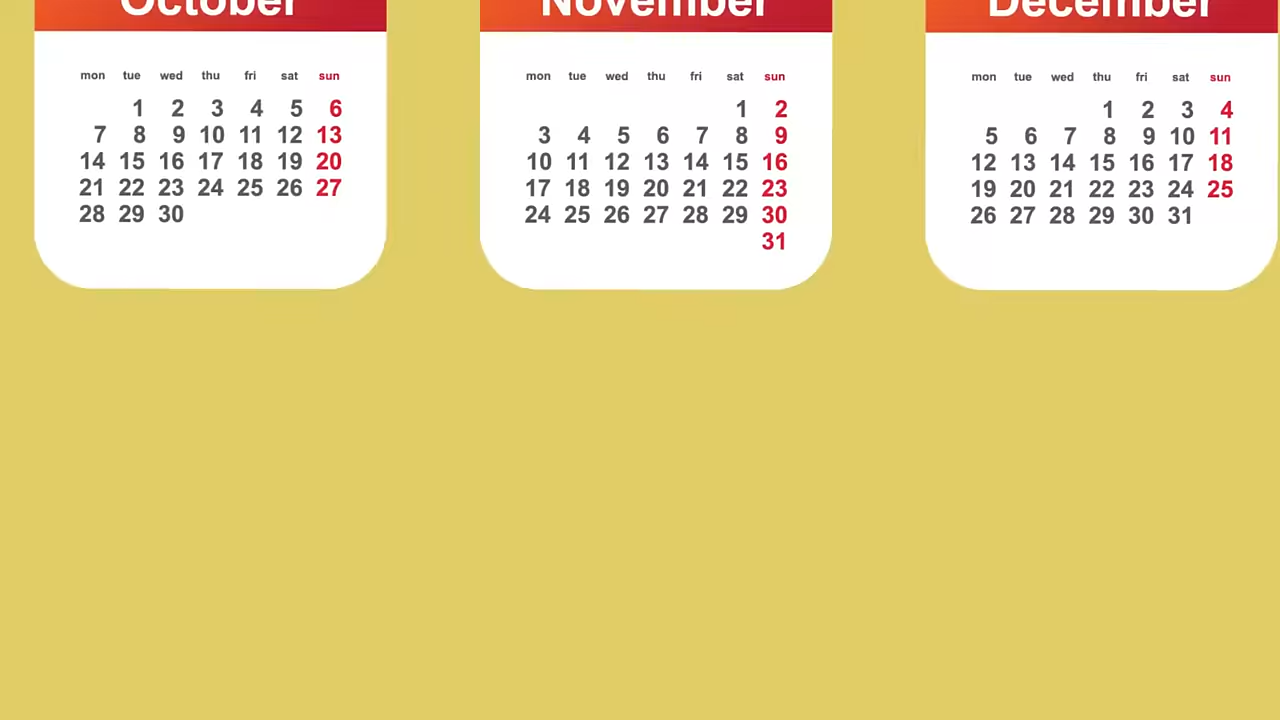 October
mon tue wed thu fri sat sun
1 2 3 4 5 6
7 8 9 10 11 12 13
14 15 16 17 18 19 20
21 22 23 24 25 26 27
28 29 30
November
mon tue wed thu fri sat sun
1 2
3 4 5 6 7 8 9
10 11 12 13 14 15 16
17 18 19 20 21 22 23
24 25 26 27 28 29 30
31
December
mon tue wed thu fri sat sun
1 2 3 4
5 6 7 8 9 10 11
12 13 14 15 16 17 18
19 20 21 22 23 24 25
26 27 28 29 30 31